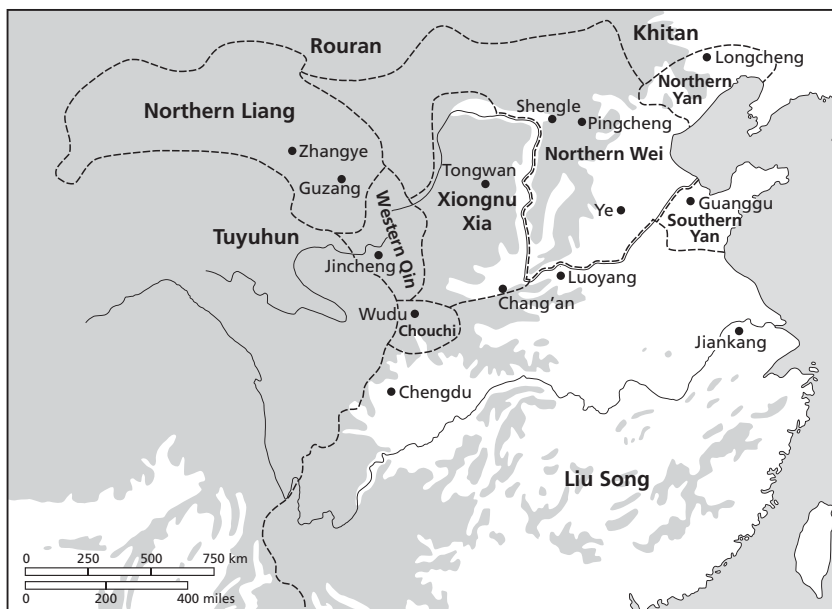 Rouran
Khitan
Longcheng
Northern
Yan
Northern Liang
Shengle
Pingcheng
Zhangye
Northern Wei
Tongwan
Guzang
Xiongnu
Xia
Western Qin
Ye
Guanggu
Southern
Yan
Tuyuhun
Jincheng
Luoyang
Chang'an
Wudu
Chouchi
Jiankang
Chengdu
Liu Song
0 250 500 750 km
0 200 400 miles